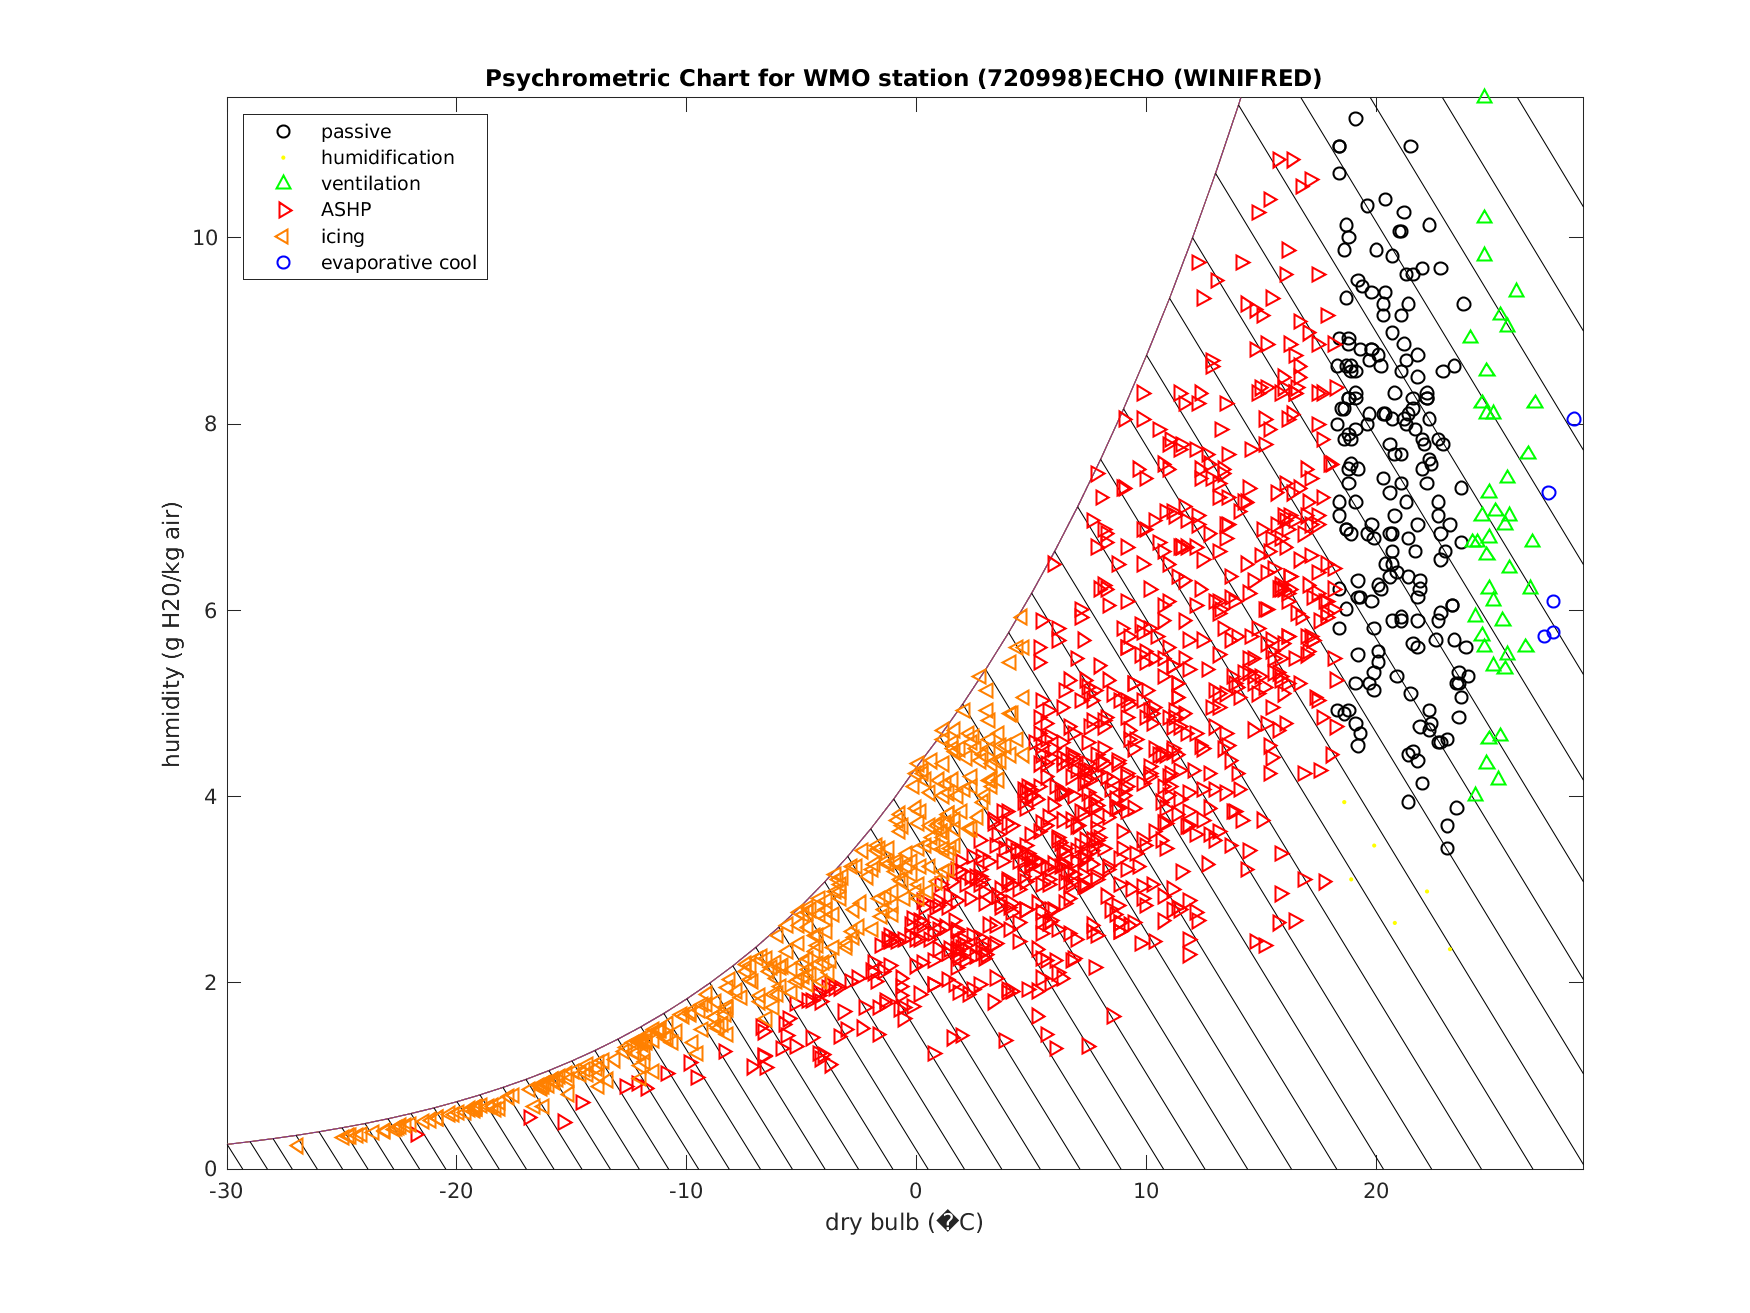 Psychrometric Chart for WMO station (720998)ECHO (WINIFRED)
passive
humidification
ventilation
ASHP
icing
evaporative cool
10
8
6
4
2
0
humidity (g H20/kg air)
-30 -20 -10 0 10 20
dry bulb (�C)